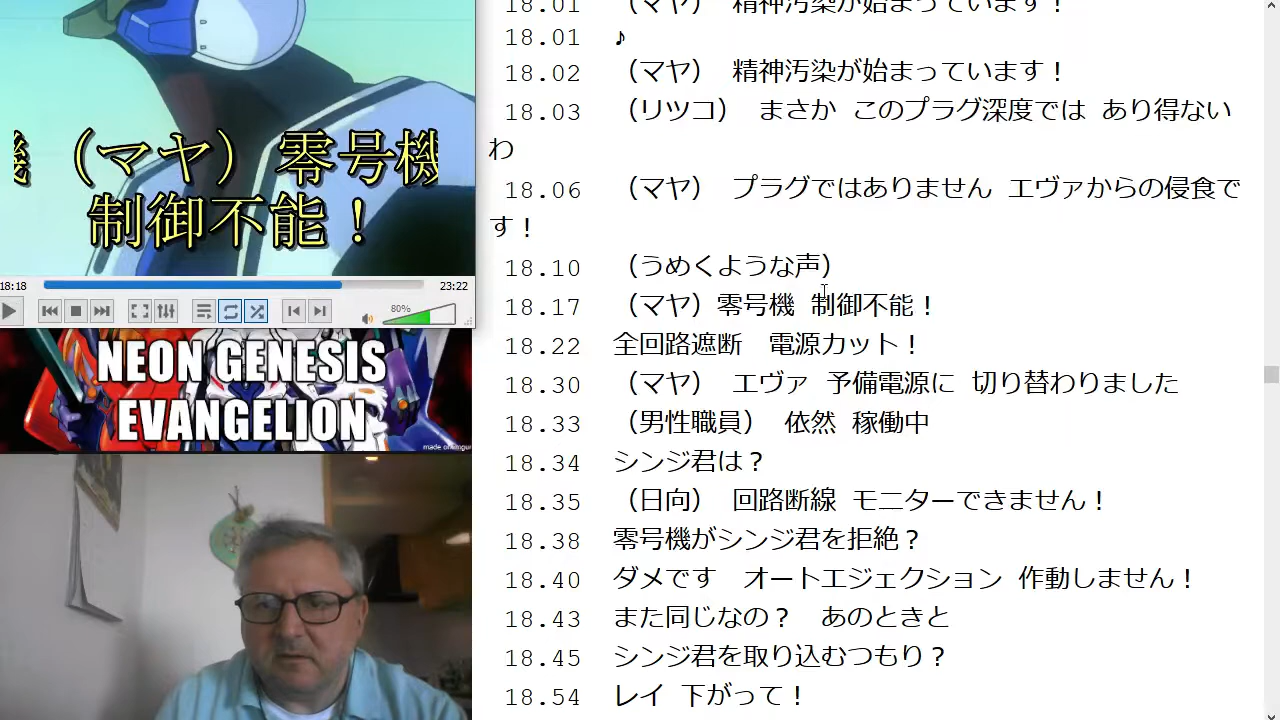 機 （マヤ）零号機
制御不能！
18:18
23:22
80%
NEON GENESIS
EVANGELION
18.01 （マヤ） 精神汚染が始まっています！
18.01 ♪
18.02 （マヤ） 精神汚染が始まっています！
18.03 （リツコ） まさか このプラグ深度では あり得ない
わ
18.06 （マヤ） プラグではありません エヴァからの侵食で
す！
18.10 （うめくような声）
18.17 （マヤ）零号機 制御不能！
18.22 全回路遮断　電源カット！
18.30 （マヤ） エヴァ 予備電源に 切り替わりました
18.33 （男性職員） 依然 稼働中
18.34 シンジ君は？
18.35 （日向） 回路断線 モニターできません！
18.38 零号機がシンジ君を拒絶？
18.40 ダメです　オートエジェクション 作動しません！
18.43 また同じなの？　あのときと
18.45 シンジ君を取り込むつもり？
18.54 レイ 下がって！